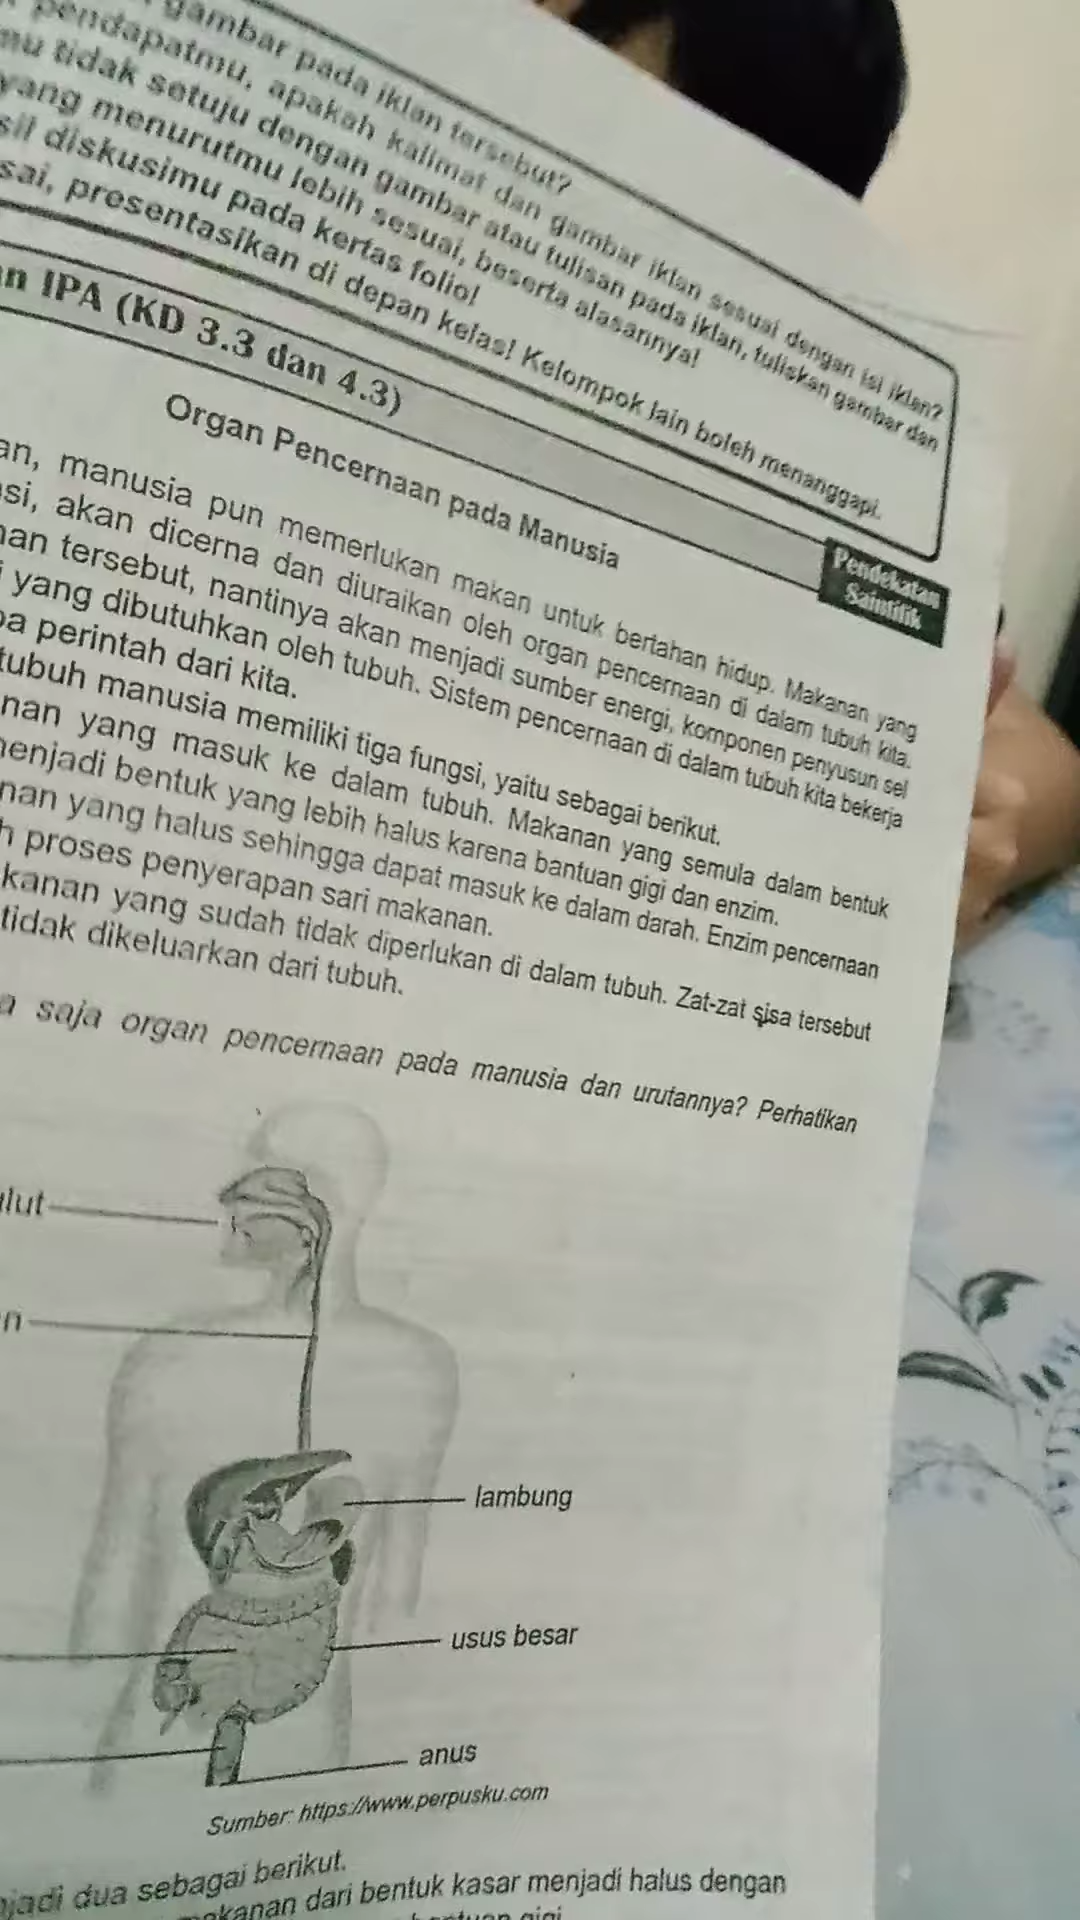 gambar pada iklan tersebut?
pendapatmu, apakah kalimat dan gambar iklan sesuai dengan isi iklan?
mu tidak setuju dengan gambar atau tulisan pada iklan, tuliskan gambar dan
yang menurutmu lebih sesuai, beserta alasannya!
sil diskusimu pada kertas folio!
sai, presentasikan di depan kelas! Kelompok lain boleh menanggapi.
an IPA (KD 3.3 dan 4.3)
Pendekatan
Saintifik
Organ Pencernaan pada Manusia
an, manusia pun memerlukan makan untuk bertahan hidup. Makanan yang
si, akan dicerna dan diuraikan oleh organ pencernaan di dalam tubuh kita.
nan tersebut, nantinya akan menjadi sumber energi, komponen penyusun sel
i yang dibutuhkan oleh tubuh. Sistem pencernaan di dalam tubuh kita bekerja
pa perintah dari kita.
tubuh manusia memiliki tiga fungsi, yaitu sebagai berikut.
nan yang masuk ke dalam tubuh. Makanan yang semula dalam bentuk
menjadi bentuk yang lebih halus karena bantuan gigi dan enzim.
nan yang halus sehingga dapat masuk ke dalam darah. Enzim pencernaan
h proses penyerapan sari makanan.
kanan yang sudah tidak diperlukan di dalam tubuh. Zat-zat sisa tersebut
tidak dikeluarkan dari tubuh.
a saja organ pencernaan pada manusia dan urutannya? Perhatikan
ulut
n
lambung
usus besar
anus
Sumber: https://www.perpusku.com
njadi dua sebagai berikut.
makanan dari bentuk kasar menjadi halus dengan
gigi